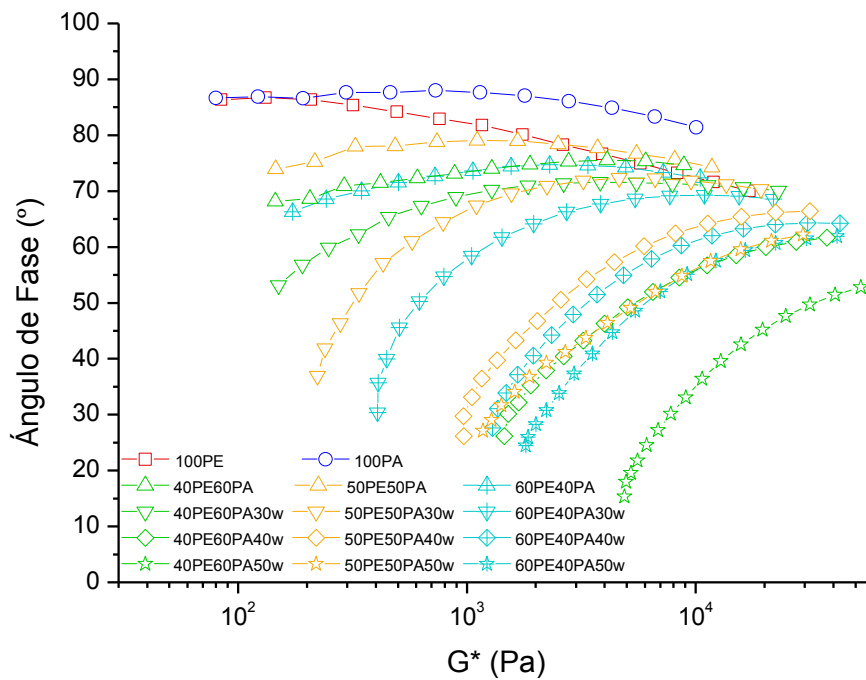 100
90
80
70
60
50
40
30
20
10
0
Ángulo de Fase (º)
100PE 100PA
40PE60PA 50PE50PA 60PE40PA
40PE60PA30w 50PE50PA30w 60PE40PA30w
40PE60PA40w 50PE50PA40w 60PE40PA40w
40PE60PA50w 50PE50PA50w 60PE40PA50w
10² 10³ 10⁴
G* (Pa)